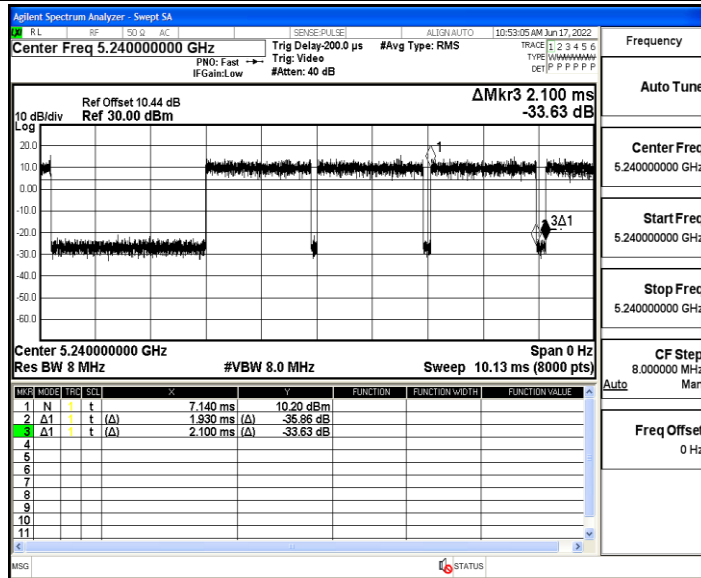 Agilent Spectrum Analyzer - Swept SA
RL RF 50 Ω AC SENSE:PULSE ALIGN AUTO 10:53:05 AM Jun 17, 2022
Center Freq 5.240000000 GHz
PNO: Fast
IFGain:Low
Trig Delay-200.0 µs
Trig: Video
#Atten: 40 dB
#Avg Type: RMS
TRACE 1 2 3 4 5 6
TYPE WWWWWW
DET P P P P P P
ΔMkr3 2.100 ms
-33.63 dB
Ref Offset 10.44 dB
10 dB/div Ref 30.00 dBm
Log
20.0
10.0
0.00
-10.0
-20.0
-30.0
-40.0
-50.0
-60.0
1
3Δ1
Center 5.240000000 GHz Span 0 Hz
Res BW 8 MHz #VBW 8.0 MHz Sweep 10.13 ms (8000 pts)
MKR MODE TRC SCL X Y FUNCTION FUNCTION WIDTH FUNCTION VALUE
1 N 1 t 7.140 ms 10.20 dBm
2 Δ1 1 t (Δ) 1.930 ms (Δ) -35.86 dB
3 Δ1 1 t (Δ) 2.100 ms (Δ) -33.63 dB
4
5
6
7
8
9
10
11
MSG STATUS
Frequency
Auto Tune
Center Freq
5.240000000 GHz
Start Freq
5.240000000 GHz
Stop Freq
5.240000000 GHz
CF Step
8.000000 MHz
Auto Man
Freq Offset
0 Hz